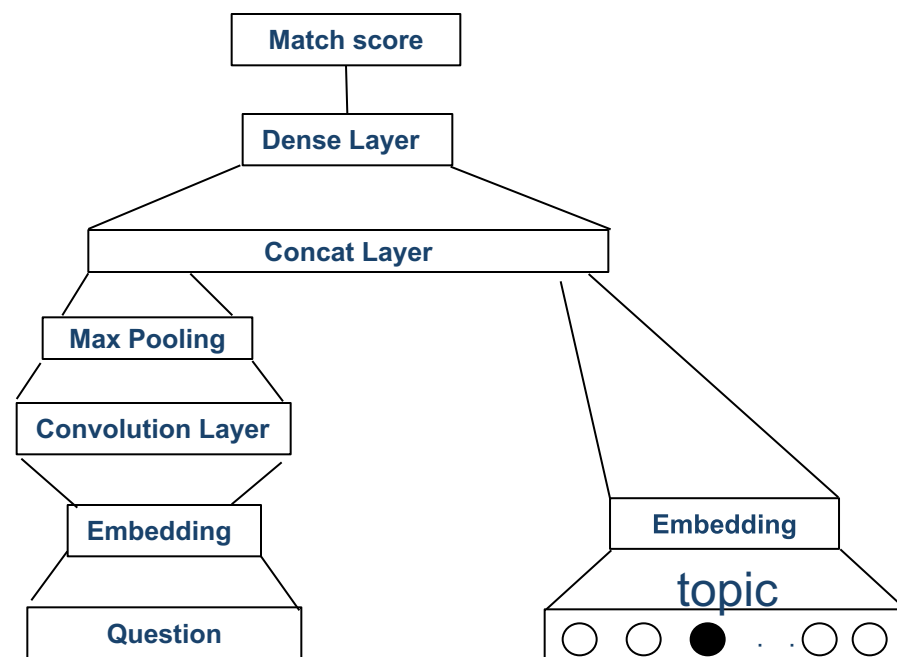 Match score
Dense Layer
Concat Layer
Max Pooling
Convolution Layer
Embedding
Embedding
topic
Question
. .